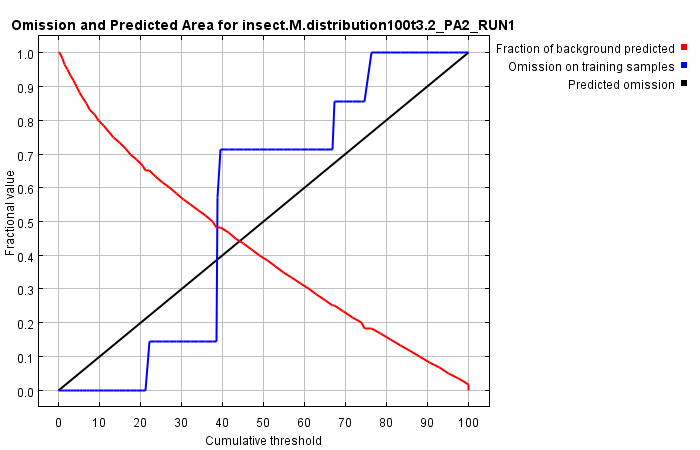 Omission and Predicted Area for insect.M.distribution100t3.2_PA2_RUN1
Fraction of background predicted
Omission on training samples
Predicted omission
Fractional value
1.0
0.9
0.8
0.7
0.6
0.5
0.4
0.3
0.2
0.1
0.0
0 10 20 30 40 50 60 70 80 90 100
Cumulative threshold